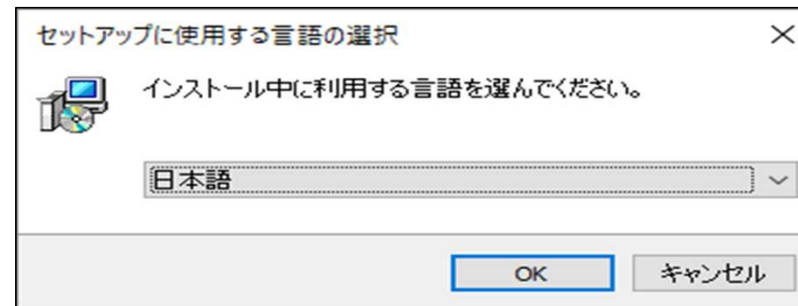 セットアップに使用する言語の選択
インストール中に利用する言語を選んでください。
日本語
OK
キャンセル